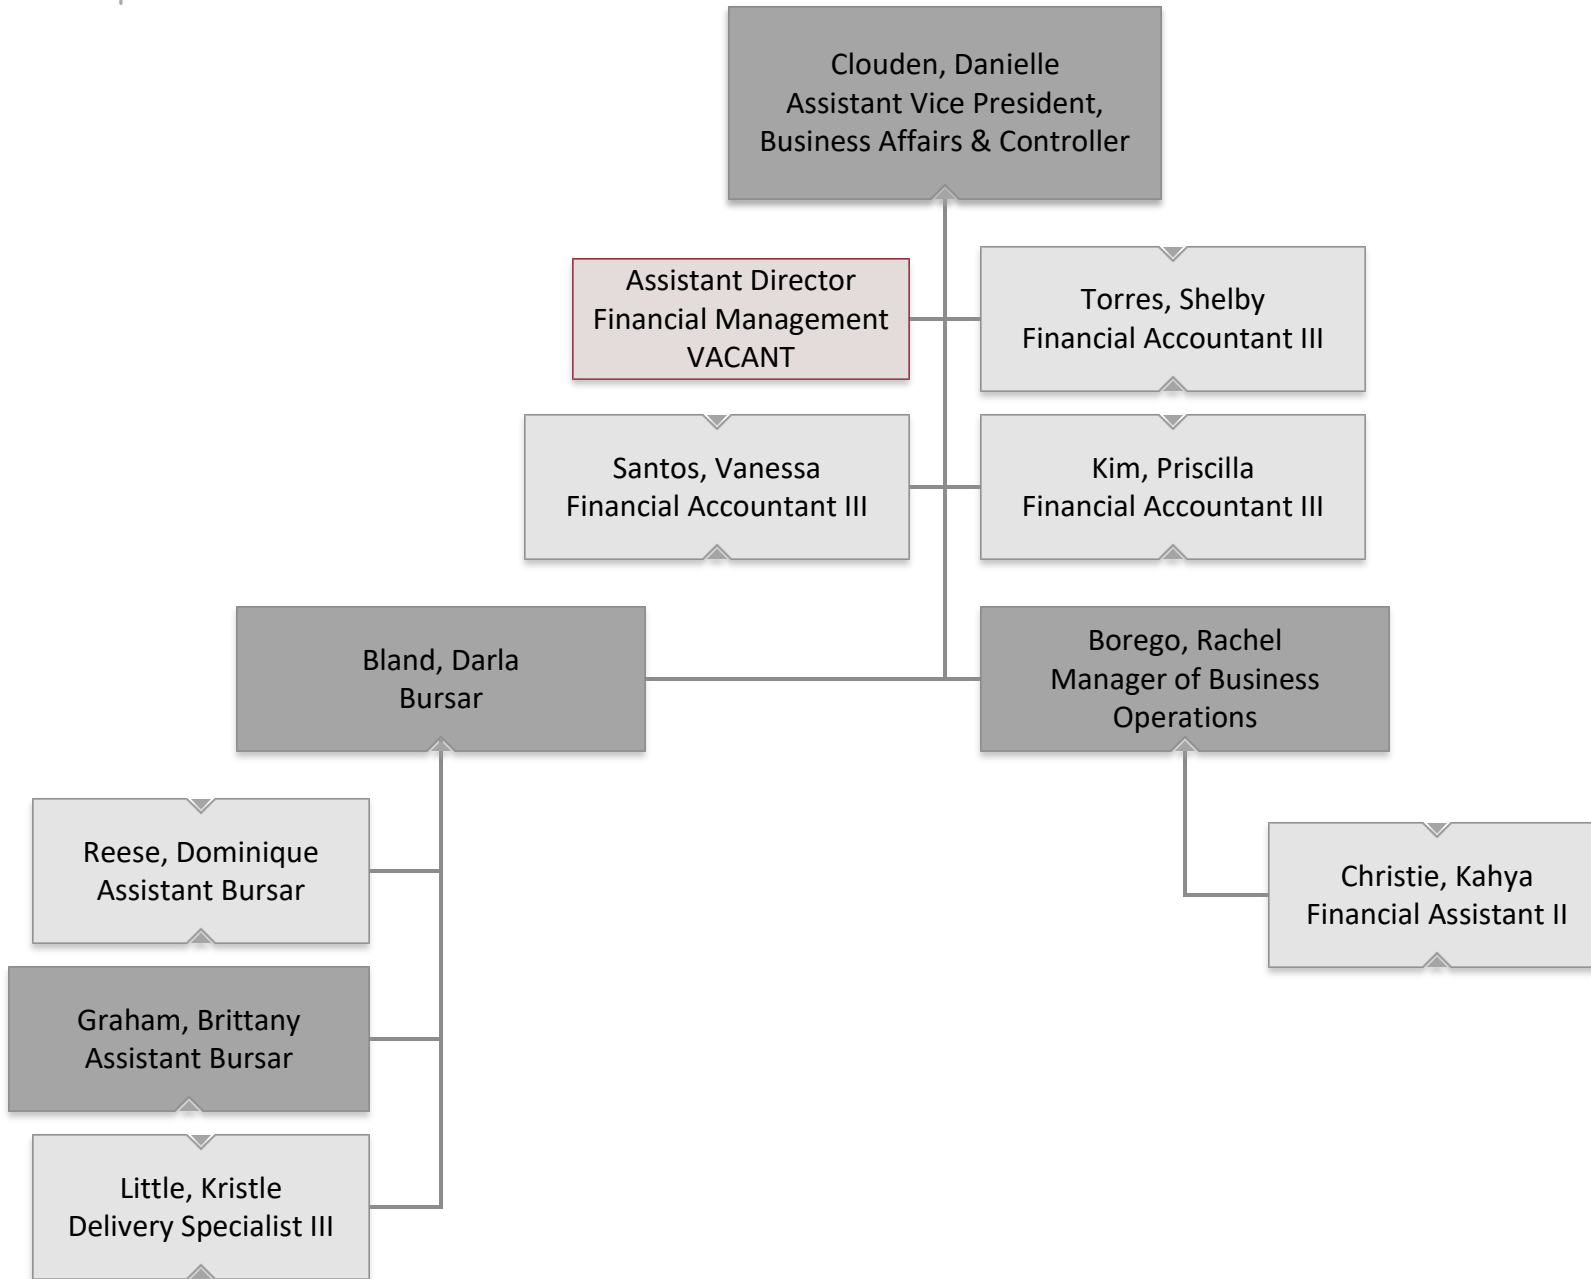 Clouden, Danielle
Assistant Vice President,
Business Affairs & Controller
Assistant Director
Financial Management
VACANT
Torres, Shelby
Financial Accountant III
Santos, Vanessa
Financial Accountant III
Kim, Priscilla
Financial Accountant III
Bland, Darla
Bursar
Borego, Rachel
Manager of Business
Operations
Reese, Dominique
Assistant Bursar
Christie, Kahya
Financial Assistant II
Graham, Brittany
Assistant Bursar
Little, Kristle
Delivery Specialist III